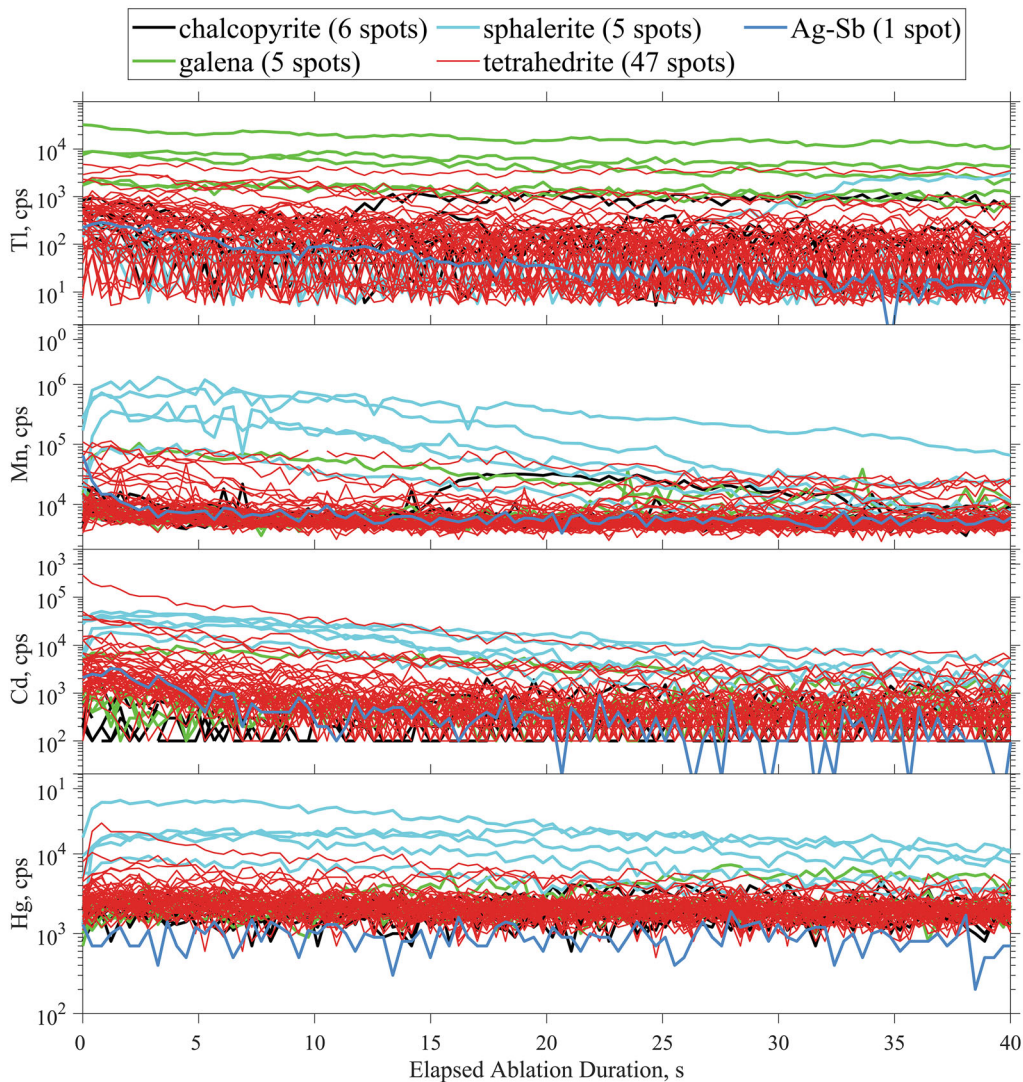 chalcopyrite (6 spots) sphalerite (5 spots) Ag-Sb (1 spot)
galena (5 spots) tetrahedrite (47 spots)
Tl, cps
10⁴
10³
10²
10¹
Mn, cps
10⁰
10⁶
10⁵
10⁴
Cd, cps
10³
10⁵
10⁴
10³
10²
Hg, cps
10¹
10⁴
10³
10²
0 5 10 15 20 25 30 35 40
Elapsed Ablation Duration, s